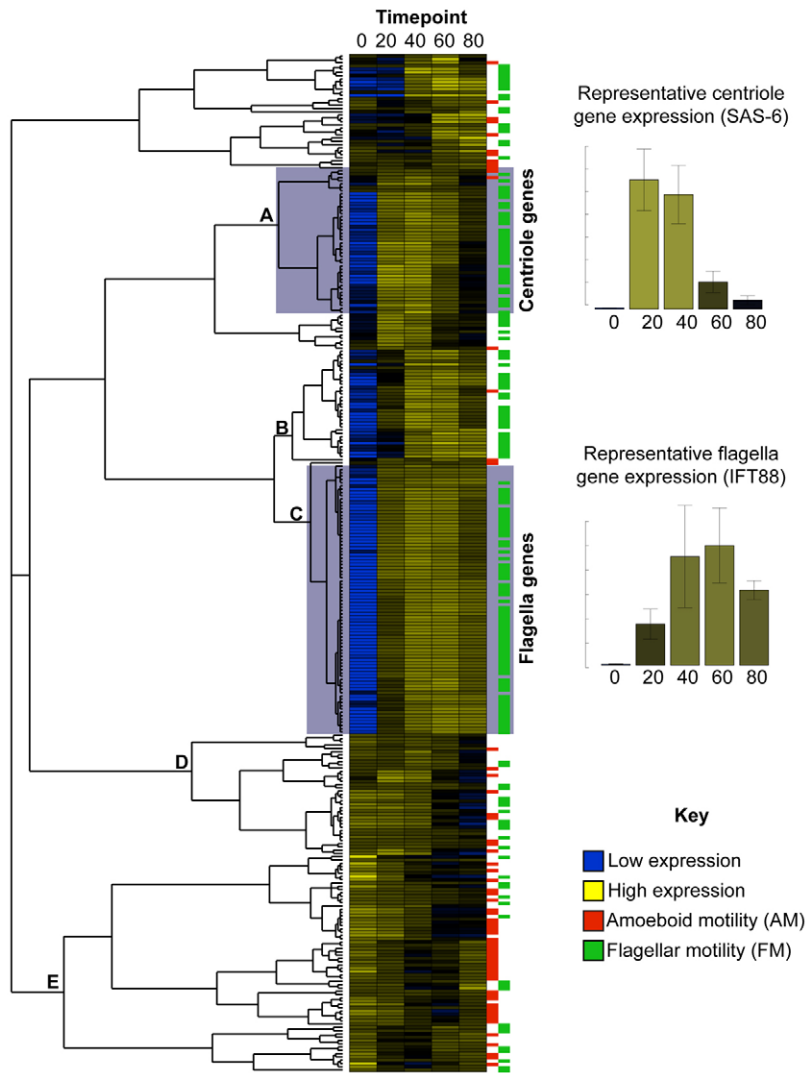 Timepoint
0 20 40 60 80
A
B
C
D
E
Centriole genes
Flagella genes
Representative centriole
gene expression (SAS-6)
0 20 40 60 80
Representative flagella
gene expression (IFT88)
0 20 40 60 80
Key
Low expression
High expression
Amoeboid motility (AM)
Flagellar motility (FM)